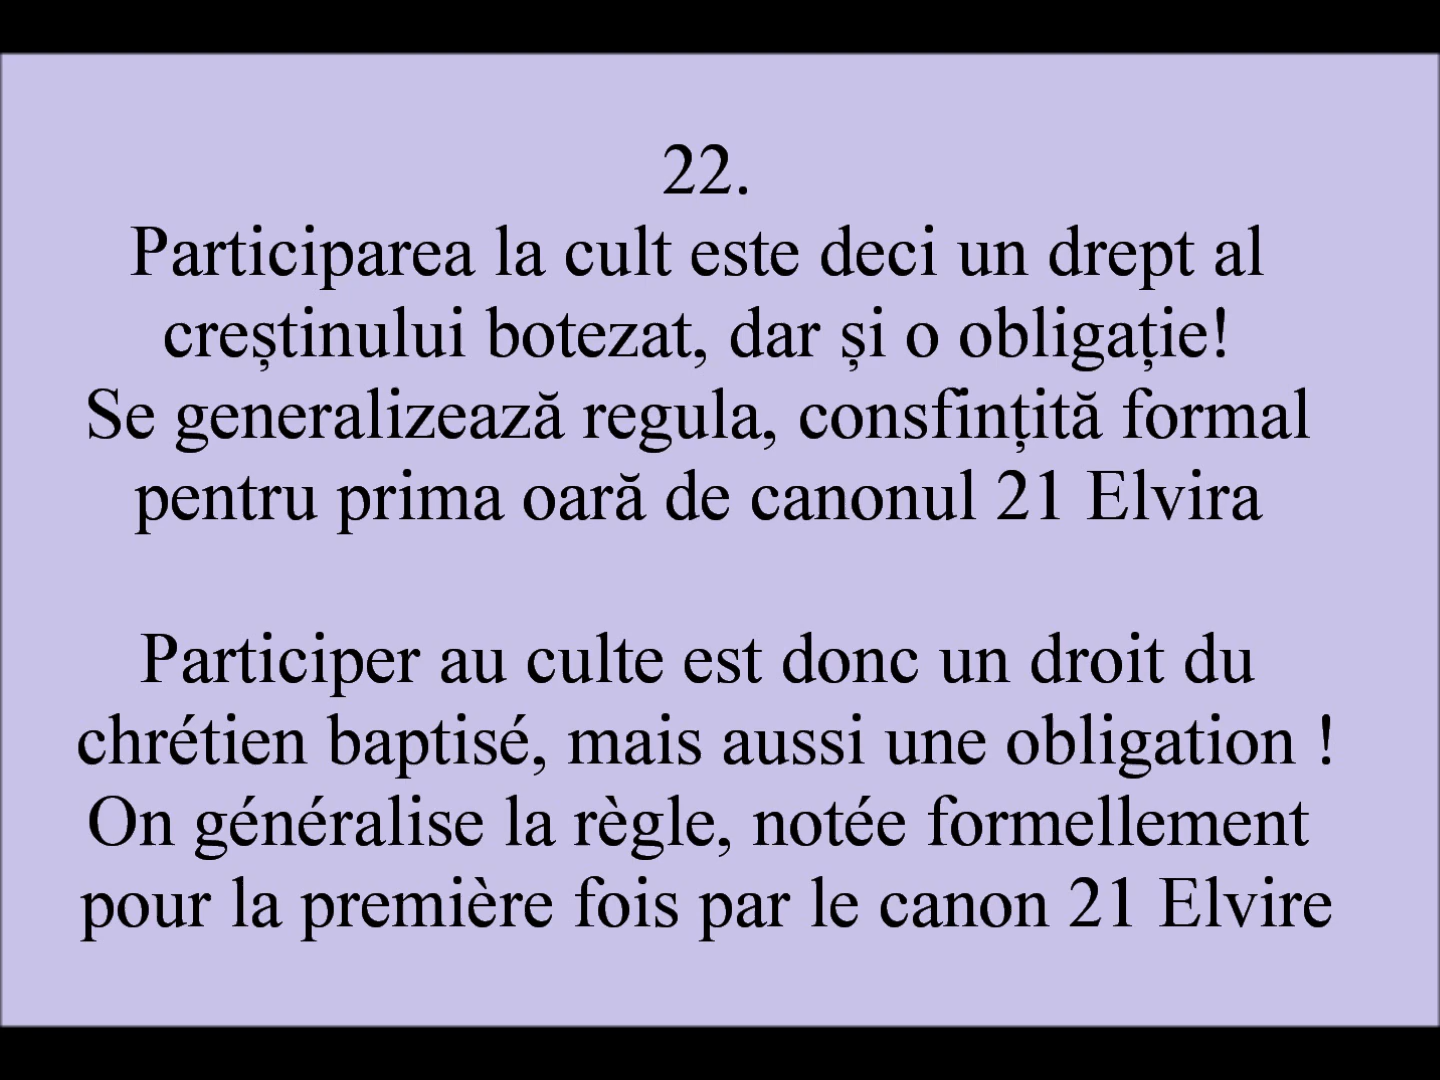 22.
Participarea la cult este deci un drept al
creștinului botezat, dar și o obligație!
Se generalizează regula, consfințită formal
pentru prima oară de canonul 21 Elvira
Participer au culte est donc un droit du
chrétien baptisé, mais aussi une obligation !
On généralise la règle, notée formellement
pour la première fois par le canon 21 Elvire